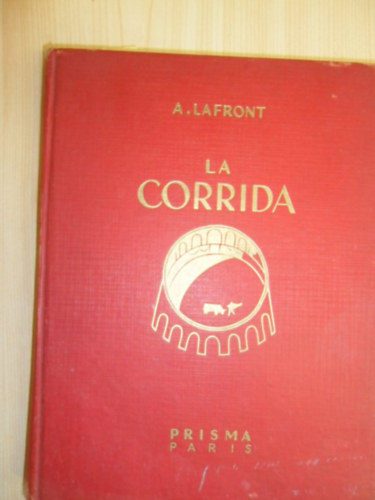 A. LAFRONT
LA
CORRIDA
PRISMA
PARIS